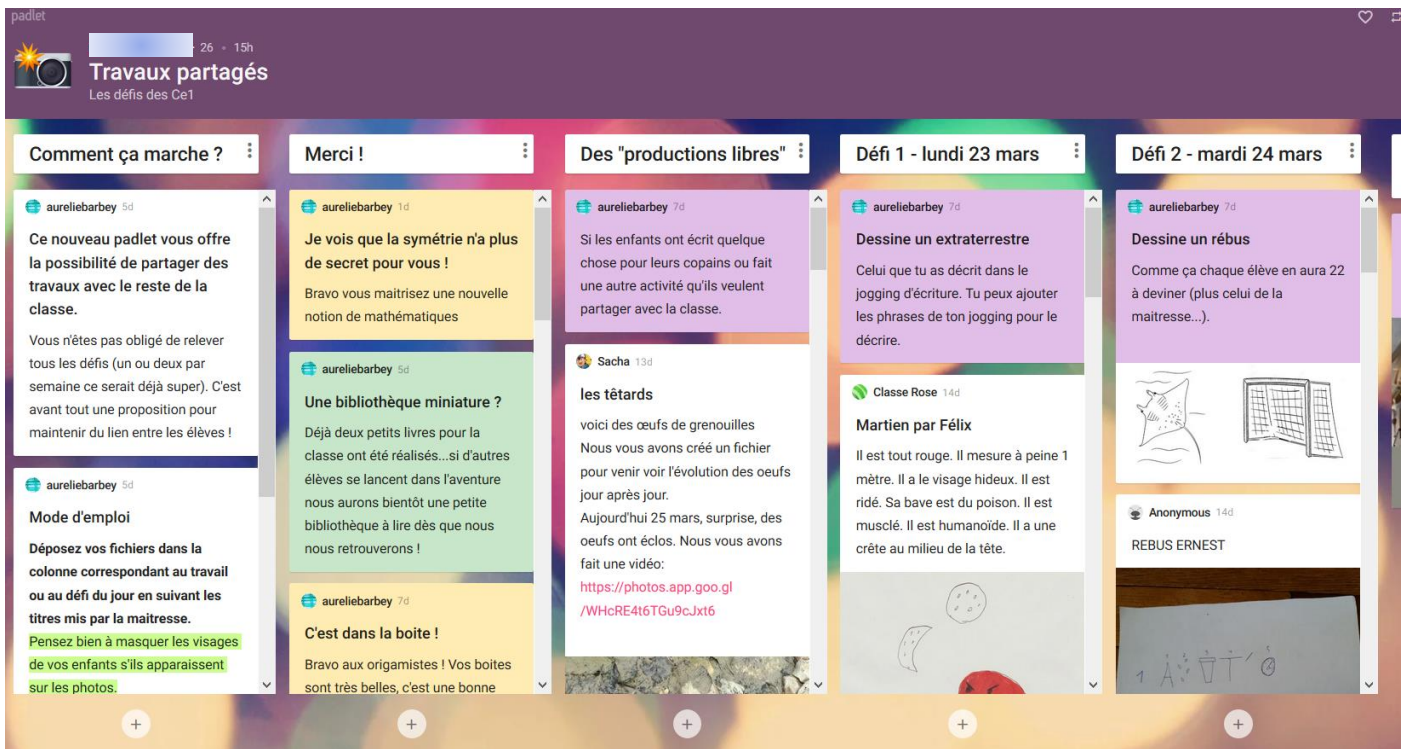 padlet
26 • 15h
Travaux partagés
Les défis des Ce1
Comment ça marche ?
aureliebarbey 5d
Ce nouveau padlet vous offre
la possibilité de partager des
travaux avec le reste de la
classe.
Vous n'êtes pas obligé de relever
tous les défis (un ou deux par
semaine ce serait déjà super). C'est
avant tout une proposition pour
maintenir du lien entre les élèves !
aureliebarbey 5d
Mode d'emploi
Déposez vos fichiers dans la
colonne correspondant au travail
ou au défi du jour en suivant les
titres mis par la maitresse.
Pensez bien à masquer les visages
de vos enfants s'ils apparaissent
sur les photos.
Merci !
aureliebarbey 1d
Je vois que la symétrie n'a plus
de secret pour vous !
Bravo vous maitrisez une nouvelle
notion de mathématiques
aureliebarbey 5d
Une bibliothèque miniature ?
Déjà deux petits livres pour la
classe ont été réalisés...si d'autres
élèves se lancent dans l'aventure
nous aurons bientôt une petite
bibliothèque à lire dès que nous
nous retrouverons !
aureliebarbey 7d
C'est dans la boite !
Bravo aux origamistes ! Vos boites
sont très belles, c'est une bonne
Des "productions libres"
aureliebarbey 7d
Si les enfants ont écrit quelque
chose pour leurs copains ou fait
une autre activité qu'ils veulent
partager avec la classe.
Sacha 13d
les têtards
voici des œufs de grenouilles
Nous vous avons créé un fichier
pour venir voir l'évolution des oeufs
jour après jour.
Aujourd'hui 25 mars, surprise, des
oeufs ont éclos. Nous vous avons
fait une vidéo:
https://photos.app.goo.gl
/WHcRE4t6TGu9cJxt6
Défi 1 - lundi 23 mars
aureliebarbey 7d
Dessine un extraterrestre
Celui que tu as décrit dans le
jogging d'écriture. Tu peux ajouter
les phrases de ton jogging pour le
décrire.
Classe Rose 14d
Martien par Félix
Il est tout rouge. Il mesure à peine 1
mètre. Il a le visage hideux. Il est
ridé. Sa bave est du poison. Il est
musclé. Il est humanoïde. Il a une
crête au milieu de la tête.
Défi 2 - mardi 24 mars
aureliebarbey 7d
Dessine un rébus
Comme ça chaque élève en aura 22
à deviner (plus celui de la
maitresse...).
Anonymous 14d
REBUS ERNEST